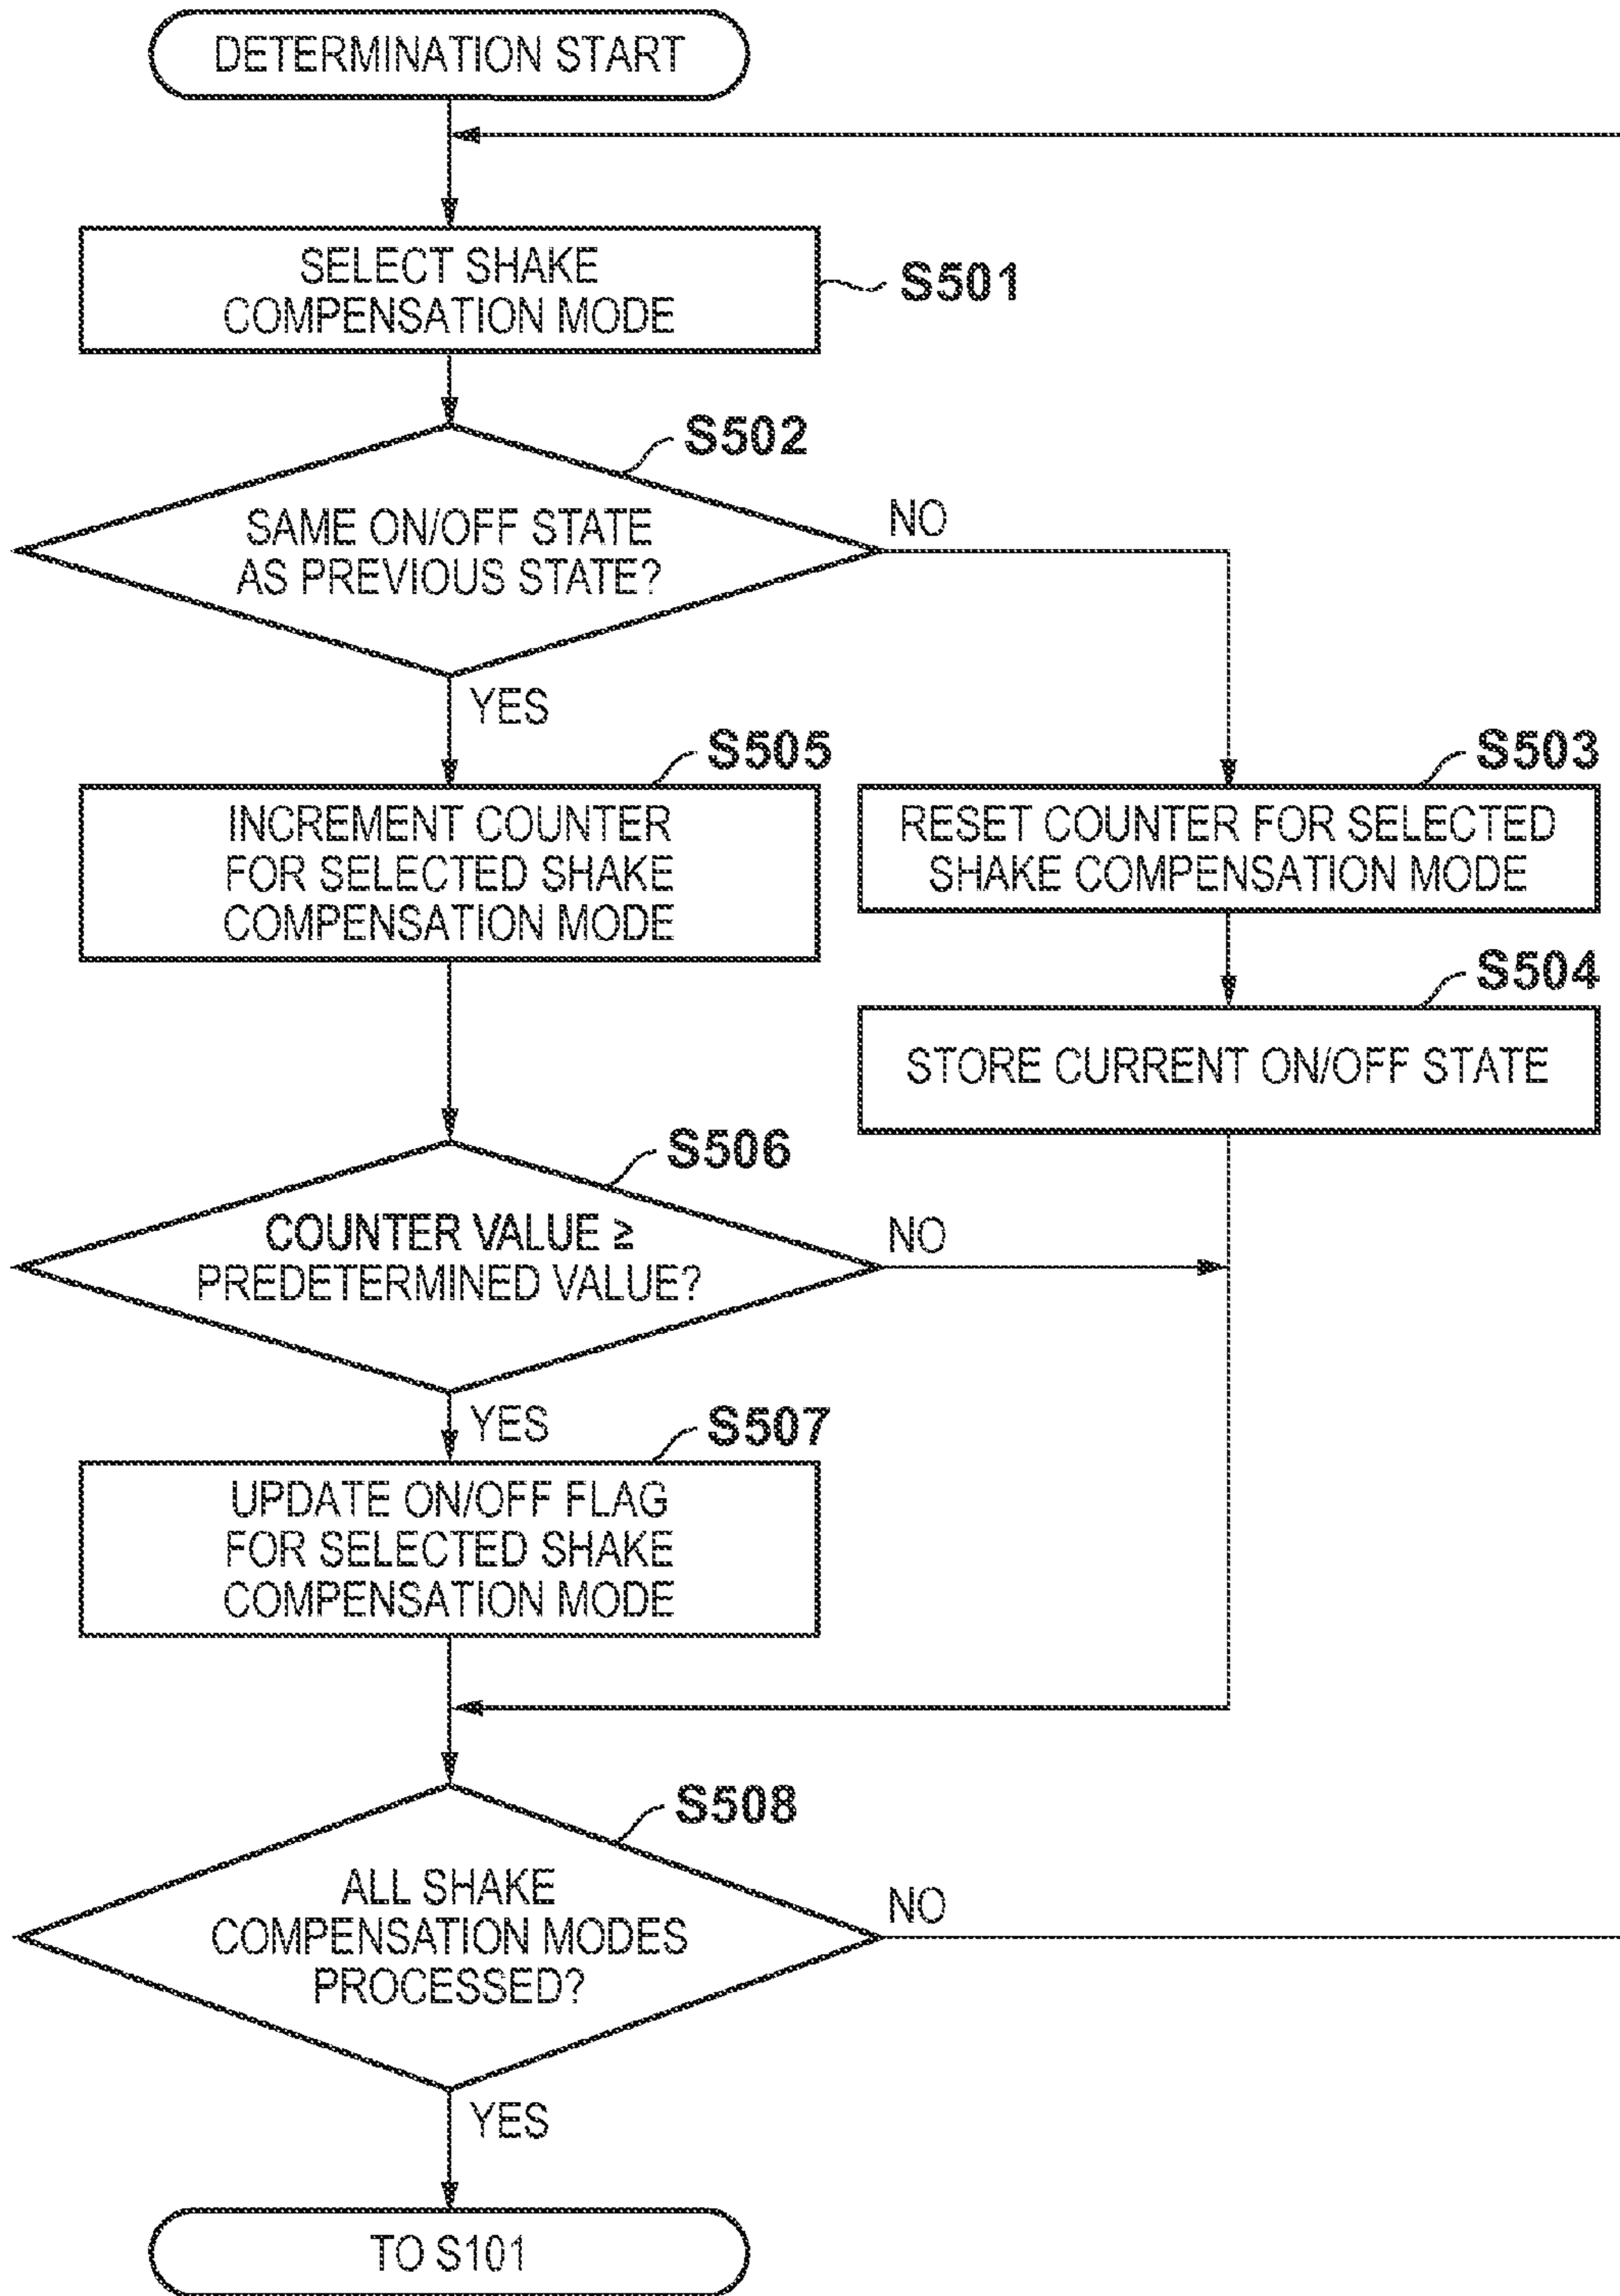 DETERMINATION START
SELECT SHAKE
COMPENSATION MODE
S501
S502
SAME ON/OFF STATE
AS PREVIOUS STATE?
NO
YES
S505
INCREMENT COUNTER
FOR SELECTED SHAKE
COMPENSATION MODE
S503
RESET COUNTER FOR SELECTED
SHAKE COMPENSATION MODE
S504
STORE CURRENT ON/OFF STATE
S506
COUNTER VALUE ≥
PREDETERMINED VALUE?
NO
YES
S507
UPDATE ON/OFF FLAG
FOR SELECTED SHAKE
COMPENSATION MODE
S508
ALL SHAKE
COMPENSATION MODES
PROCESSED?
NO
YES
TO S101